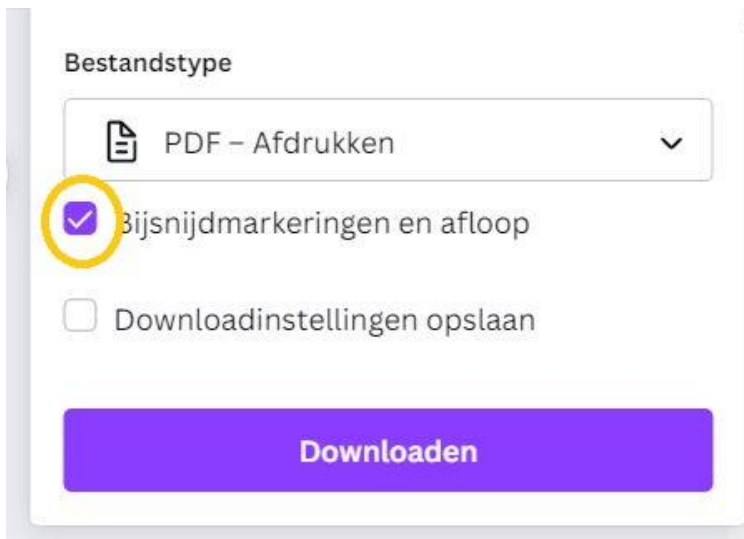 Bestandstype
PDF – Afdrukken
Bijsnijdmarkeringen en afloop
Downloadinstellingen opslaan
Downloaden